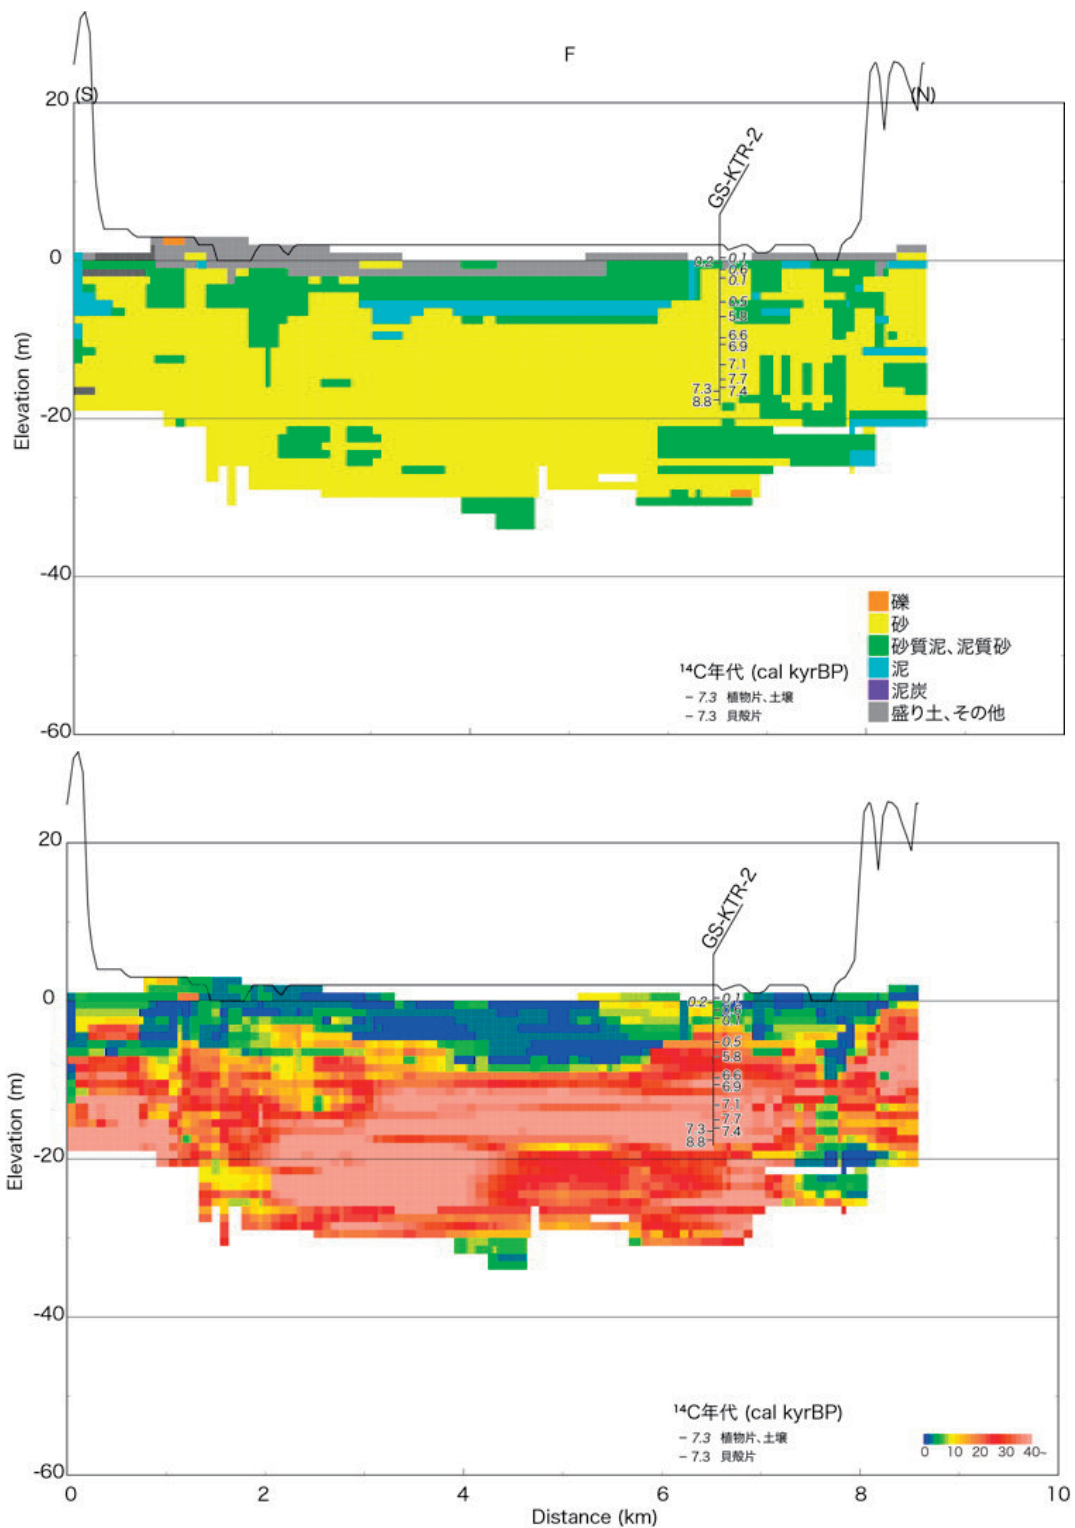 F
20 (S)
(N)
GS-KTR-2
0
0.2
0.1
0.6
0.1
0.5
5.8
6.6
6.9
7.1
7.7
7.3
7.4
8.8
-20
Elevation (m)
-40
礫
砂
砂質泥、泥質砂
泥
泥炭
盛り土、その他
¹⁴C年代 (cal kyrBP)
– 7.3 植物片、土壌
– 7.3 貝殻片
-60
20
GS-KTR-2
0
0.2
0.1
0.6
0.1
0.5
5.8
6.6
6.9
7.1
7.7
7.3
7.4
8.8
-20
Elevation (m)
-40
¹⁴C年代 (cal kyrBP)
– 7.3 植物片、土壌
– 7.3 貝殻片
0 10 20 30 40~
-60
0 2 4 6 8 10
Distance (km)